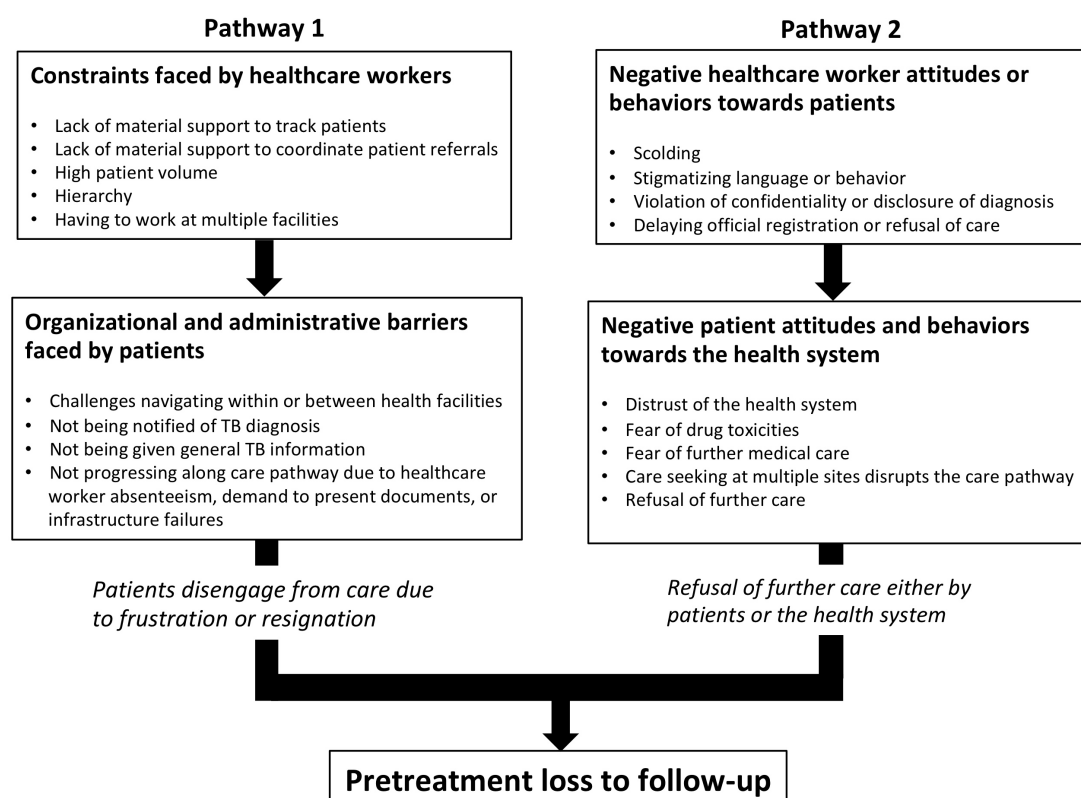 Pathway 1
Constraints faced by healthcare workers
• Lack of material support to track patients
• Lack of material support to coordinate patient referrals
• High patient volume
• Hierarchy
• Having to work at multiple facilities
Organizational and administrative barriers
faced by patients
• Challenges navigating within or between health facilities
• Not being notified of TB diagnosis
• Not being given general TB information
• Not progressing along care pathway due to healthcare
worker absenteeism, demand to present documents, or
infrastructure failures
Patients disengage from care due
to frustration or resignation
Pathway 2
Negative healthcare worker attitudes or
behaviors towards patients
• Scolding
• Stigmatizing language or behavior
• Violation of confidentiality or disclosure of diagnosis
• Delaying official registration or refusal of care
Negative patient attitudes and behaviors
towards the health system
• Distrust of the health system
• Fear of drug toxicities
• Fear of further medical care
• Care seeking at multiple sites disrupts the care pathway
• Refusal of further care
Refusal of further care either by
patients or the health system
Pretreatment loss to follow-up